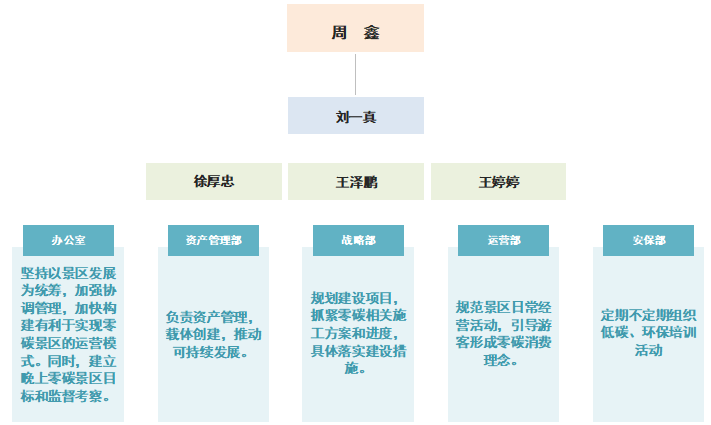 周 鑫
刘一真
徐厚忠
王泽鹏
王婷婷
办公室
坚持以景区发展
为统筹，加强协
调管理，加快构
建有利于实现零
碳景区的运营模
式。同时，建立
晚上零碳景区目
标和监督考察。
资产管理部
负责资产管理，
载体创建，推动
可持续发展。
战略部
规划建设项目，
抓紧零碳相关施
工方案和进度，
具体落实建设措
施。
运营部
规范景区日常经
营活动，引导游
客形成零碳消费
理念。
安保部
定期不定期组织
低碳、环保培训
活动